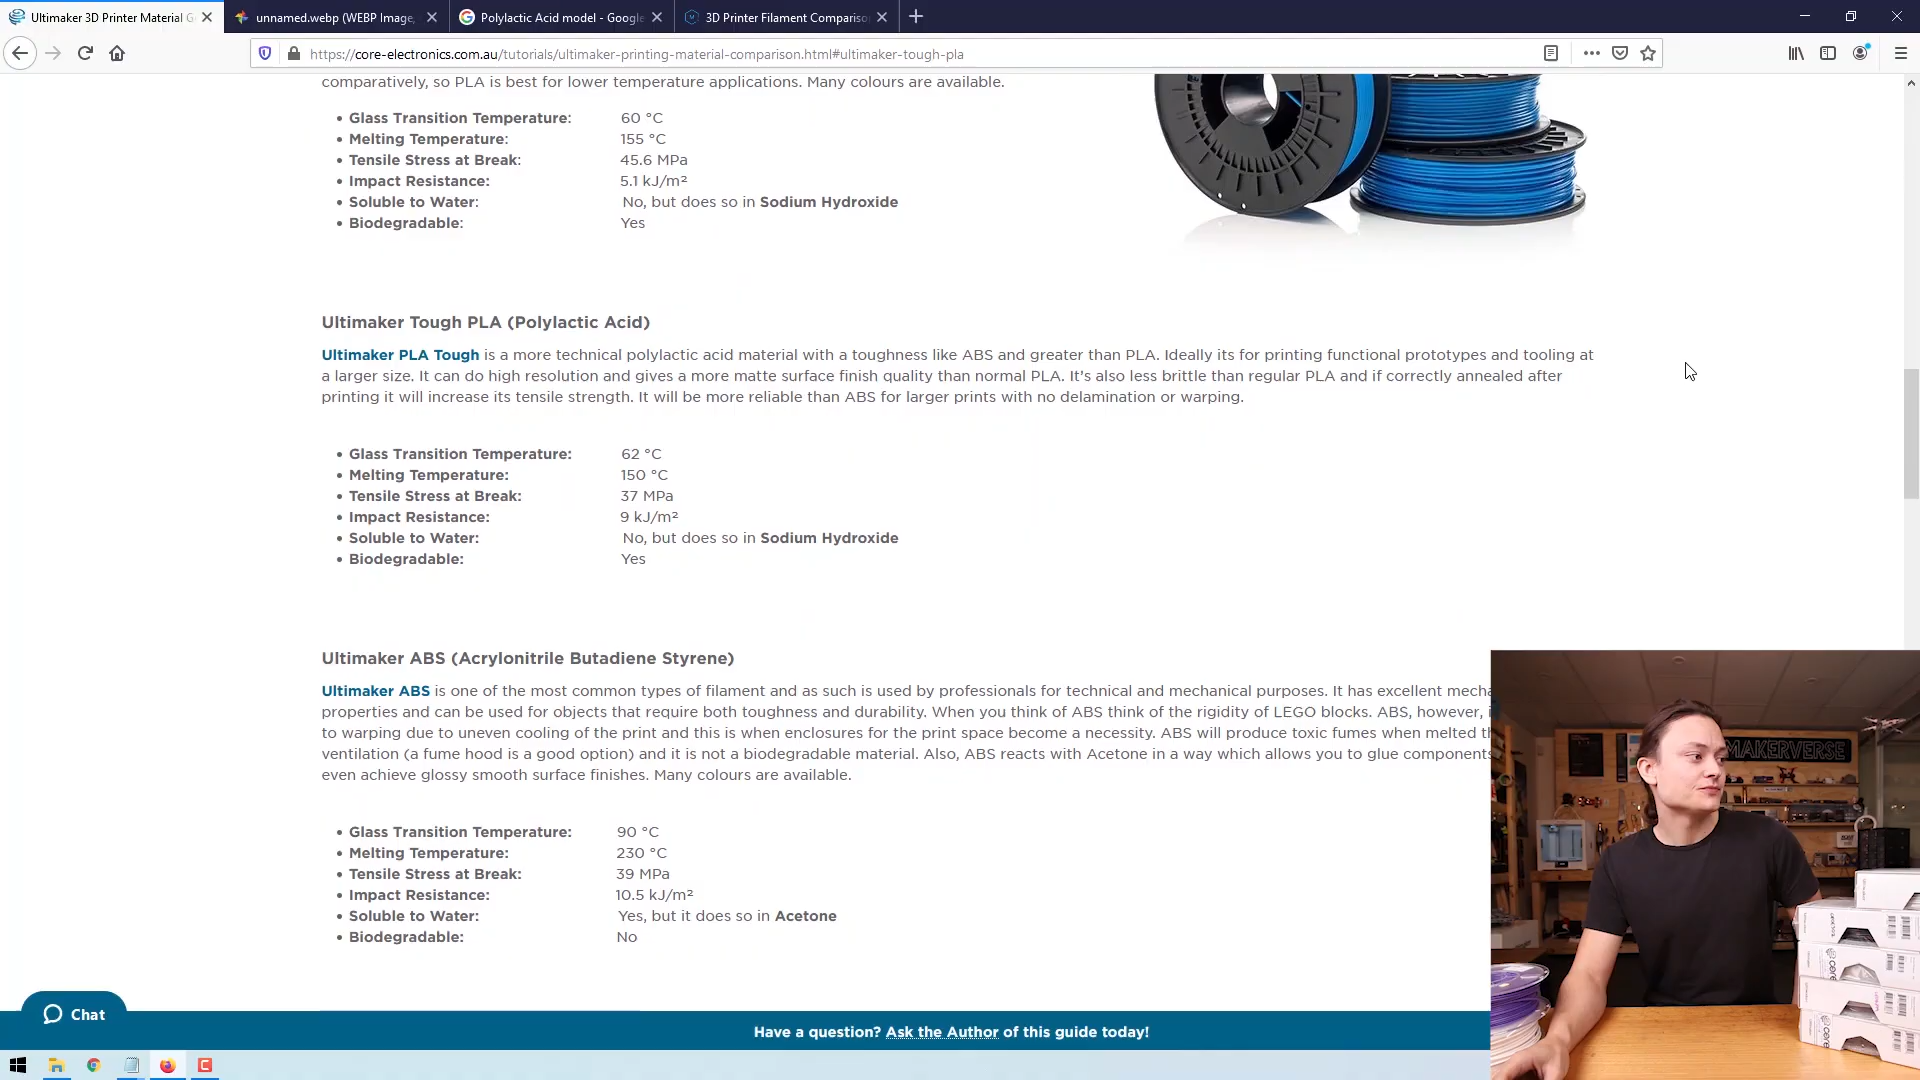 Ultimaker 3D Printer Material G
unnamed.webp (WEBP Image,
Polylactic Acid model - Google
3D Printer Filament Compariso
https://core-electronics.com.au/tutorials/ultimaker-printing-material-comparison.html#ultimaker-tough-pla
comparatively, so PLA is best for lower temperature applications. Many colours are available.
• Glass Transition Temperature: 60 °C
• Melting Temperature: 155 °C
• Tensile Stress at Break: 45.6 MPa
• Impact Resistance: 5.1 kJ/m²
• Soluble to Water: No, but does so in Sodium Hydroxide
• Biodegradable: Yes
Ultimaker Tough PLA (Polylactic Acid)
Ultimaker PLA Tough is a more technical polylactic acid material with a toughness like ABS and greater than PLA. Ideally its for printing functional prototypes and tooling at
a larger size. It can do high resolution and gives a more matte surface finish quality than normal PLA. It's also less brittle than regular PLA and if correctly annealed after
printing it will increase its tensile strength. It will be more reliable than ABS for larger prints with no delamination or warping.
• Glass Transition Temperature: 62 °C
• Melting Temperature: 150 °C
• Tensile Stress at Break: 37 MPa
• Impact Resistance: 9 kJ/m²
• Soluble to Water: No, but does so in Sodium Hydroxide
• Biodegradable: Yes
Ultimaker ABS (Acrylonitrile Butadiene Styrene)
Ultimaker ABS is one of the most common types of filament and as such is used by professionals for technical and mechanical purposes. It has excellent mecha
properties and can be used for objects that require both toughness and durability. When you think of ABS think of the rigidity of LEGO blocks. ABS, however, i
to warping due to uneven cooling of the print and this is when enclosures for the print space become a necessity. ABS will produce toxic fumes when melted th
ventilation (a fume hood is a good option) and it is not a biodegradable material. Also, ABS reacts with Acetone in a way which allows you to glue components
even achieve glossy smooth surface finishes. Many colours are available.
• Glass Transition Temperature: 90 °C
• Melting Temperature: 230 °C
• Tensile Stress at Break: 39 MPa
• Impact Resistance: 10.5 kJ/m²
• Soluble to Water: Yes, but it does so in Acetone
• Biodegradable: No
MAKERVERSE
Chat
Have a question? Ask the Author of this guide today!